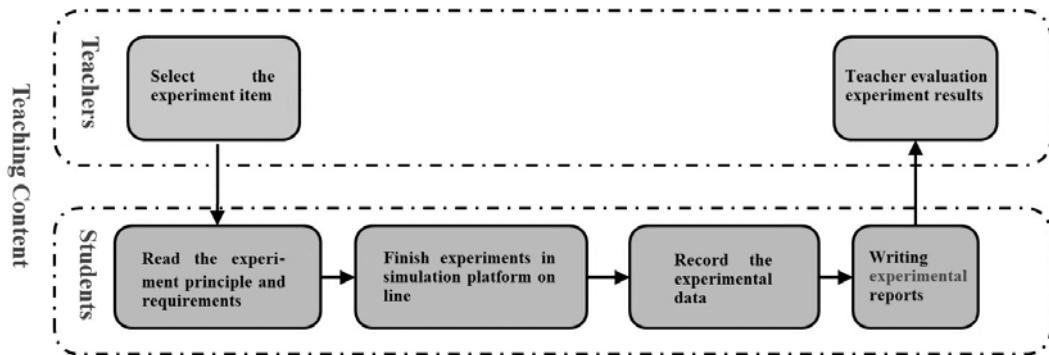 Teaching Content
Teachers
Select the
experiment item
Teacher evaluation
experiment results
Students
Read the experi-
ment principle and
requirements
Finish experiments in
simulation platform on
line
Record the
experimental
data
Writing
experimental
reports